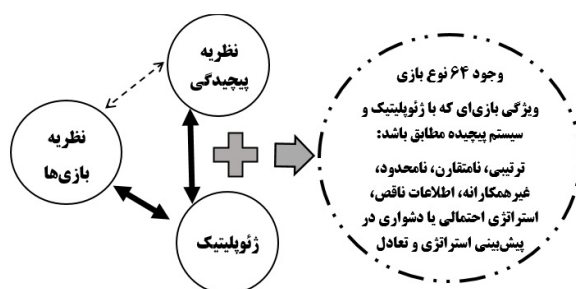 نظریه
پیچیدگی
نظریه
بازی‌ها
ژئوپلیتیک
وجود ۶۴ نوع بازی
ویژگی بازی‌ای که با ژئوپلیتیک و
سیستم پیچیده مطابق باشد:
ترتیبی، نامتقارن، نامحدود،
غیرهمکارانه، اطلاعات ناقص،
استراتژی احتمالی یا دشواری در
پیش‌بینی استراتژی و تعادل